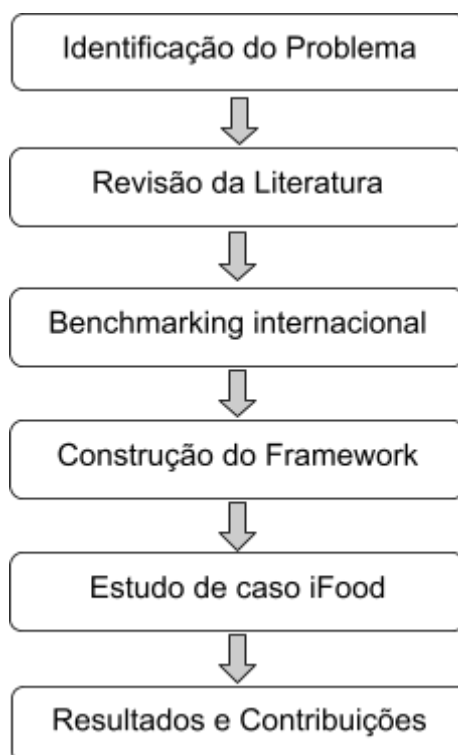 Identificação do Problema
Revisão da Literatura
Benchmarking internacional
Construção do Framework
Estudo de caso iFood
Resultados e Contribuições